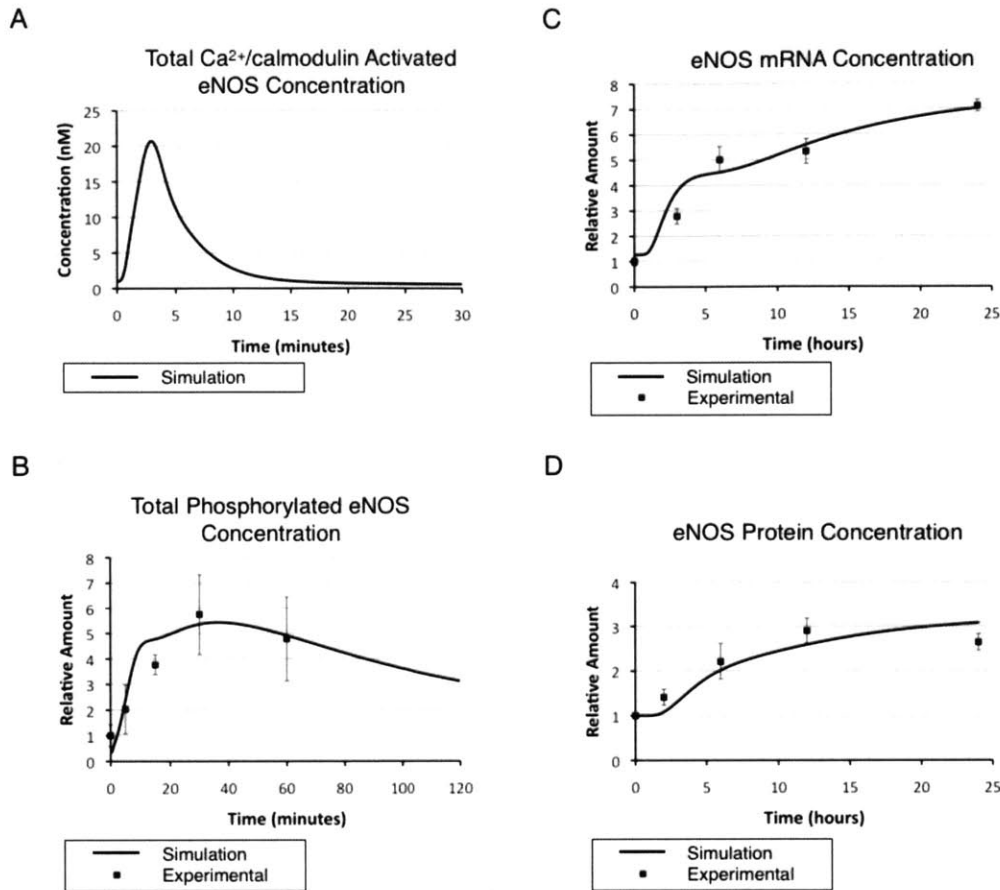 A
Total Ca²⁺/calmodulin Activated
eNOS Concentration
Concentration (nM)
25
20
15
10
5
0
0 5 10 15 20 25 30
Time (minutes)
Simulation
B
Total Phosphorylated eNOS
Concentration
Relative Amount
8
7
6
5
4
3
2
1
0
0 20 40 60 80 100 120
Time (minutes)
Simulation
Experimental
C
eNOS mRNA Concentration
Relative Amount
8
7
6
5
4
3
2
1
0
0 5 10 15 20 25
Time (hours)
Simulation
Experimental
D
eNOS Protein Concentration
Relative Amount
4
3
2
1
0
0 5 10 15 20 25
Time (hours)
Simulation
Experimental